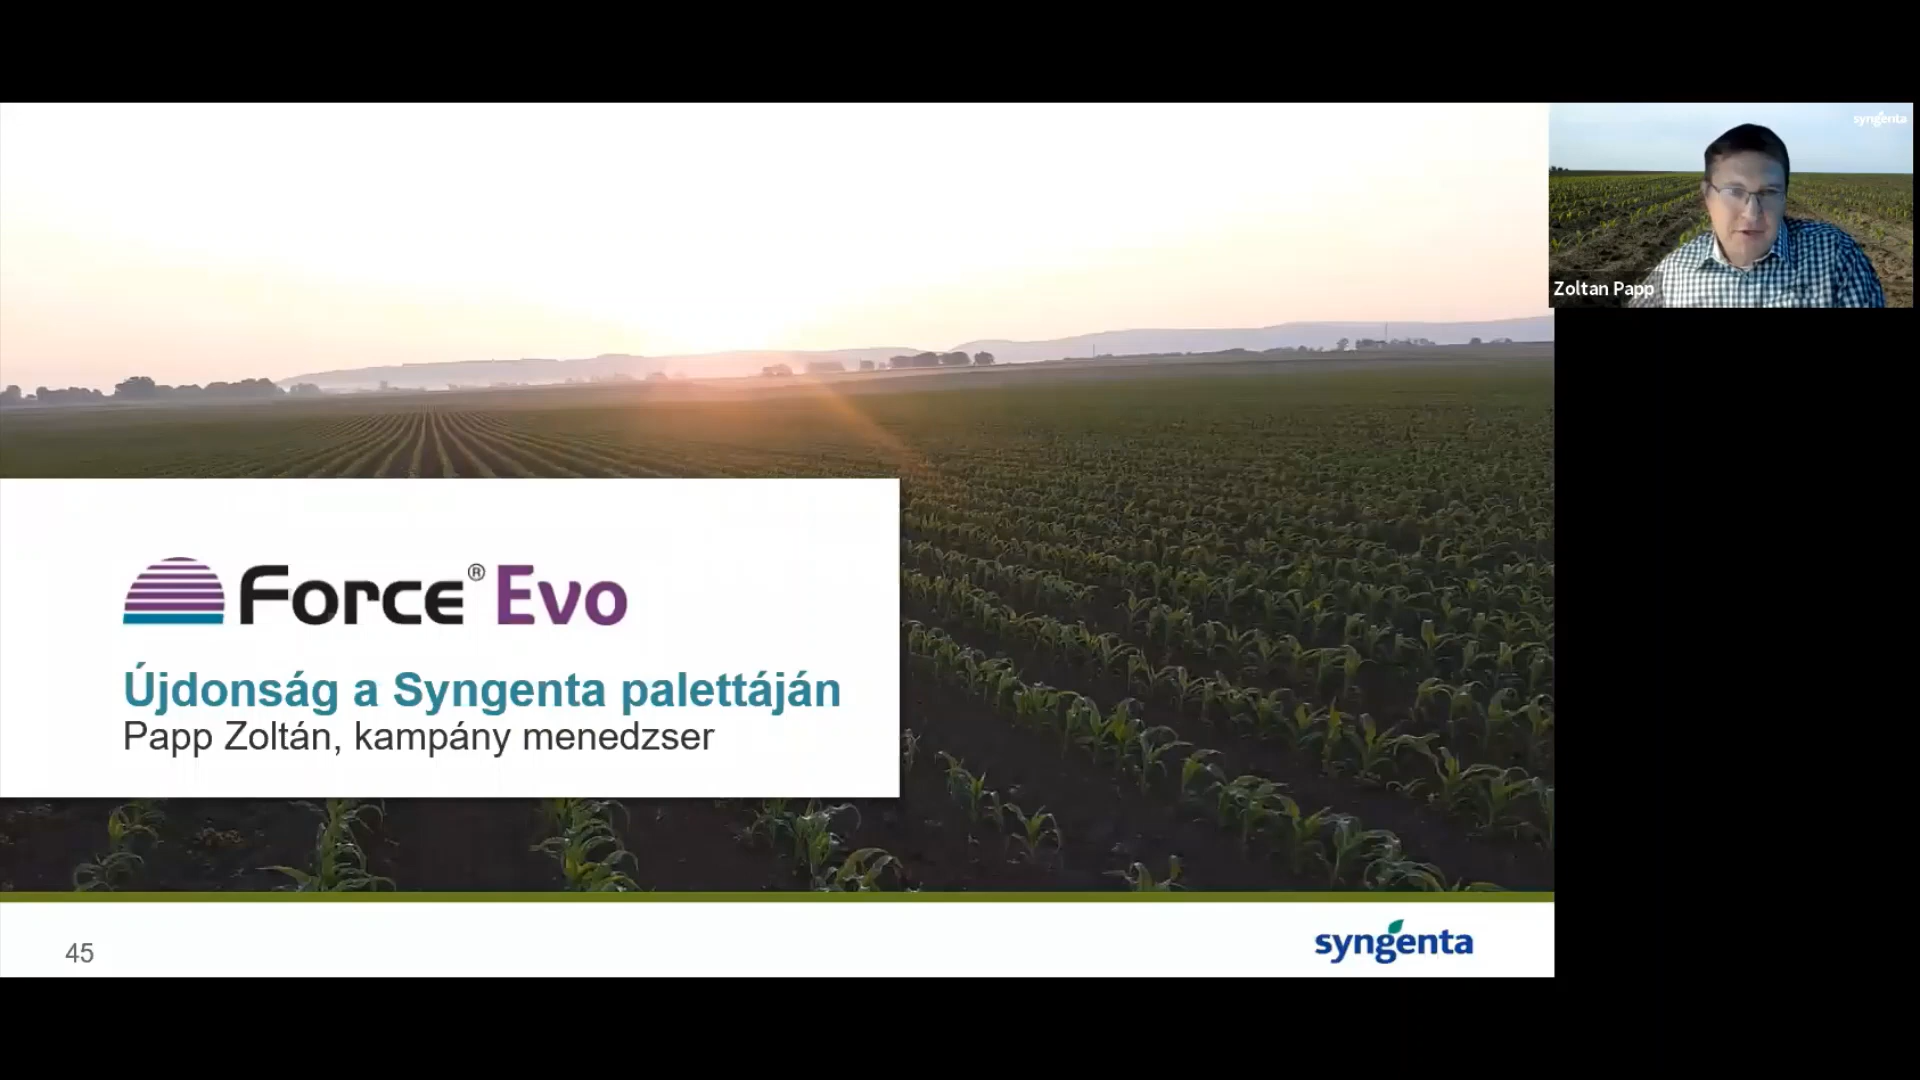 syngenta
Zoltan Papp
Force® Evo
Újdonság a Syngenta palettáján
Papp Zoltán, kampány menedzser
45
syngenta